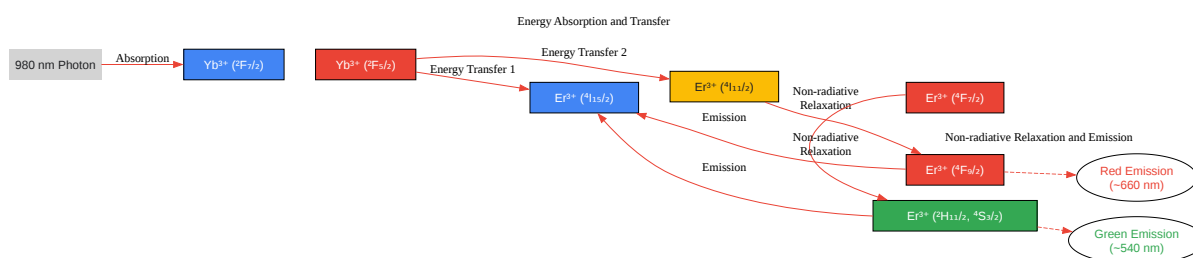 Energy Absorption and Transfer
980 nm Photon
Absorption
Yb³⁺ (²F₇/₂)
Yb³⁺ (²F₅/₂)
Energy Transfer 2
Energy Transfer 1
Er³⁺ (⁴I₁₅/₂)
Er³⁺ (⁴I₁₁/₂)
Non-radiative
Relaxation
Er³⁺ (⁴F₇/₂)
Emission
Non-radiative
Relaxation
Non-radiative Relaxation and Emission
Emission
Er³⁺ (⁴F₉/₂)
Red Emission
(~660 nm)
Er³⁺ (²H₁₁/₂, ⁴S₃/₂)
Green Emission
(~540 nm)